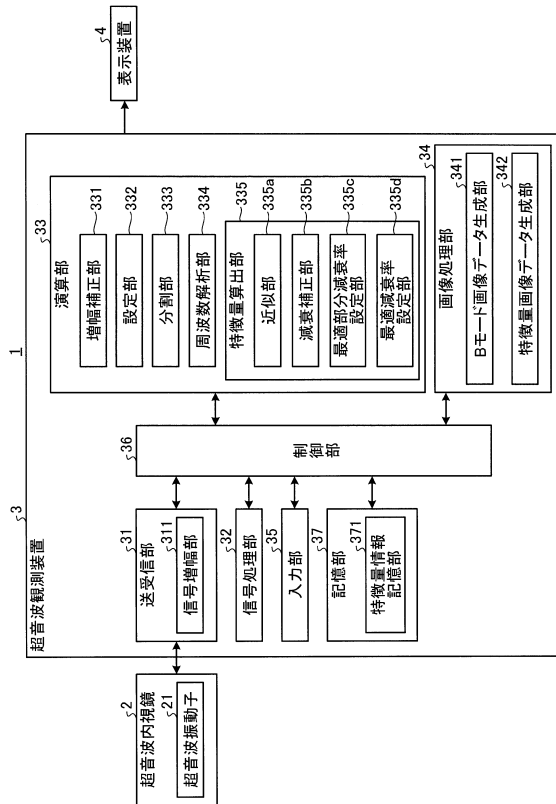 1
3
超音波観測装置
2
超音波内視鏡
21
超音波振動子
31
送受信部
311
信号増幅部
32
信号処理部
35
入力部
37
記憶部
371
特徴量情報
記憶部
36
制御部
33
演算部
331
増幅補正部
332
設定部
333
分割部
334
周波数解析部
335
特徴量算出部
335a
近似部
335b
減衰補正部
335c
最適部分減衰率
設定部
335d
最適減衰率
設定部
34
画像処理部
341
Bモード画像データ生成部
342
特徴量画像データ生成部
4
表示装置